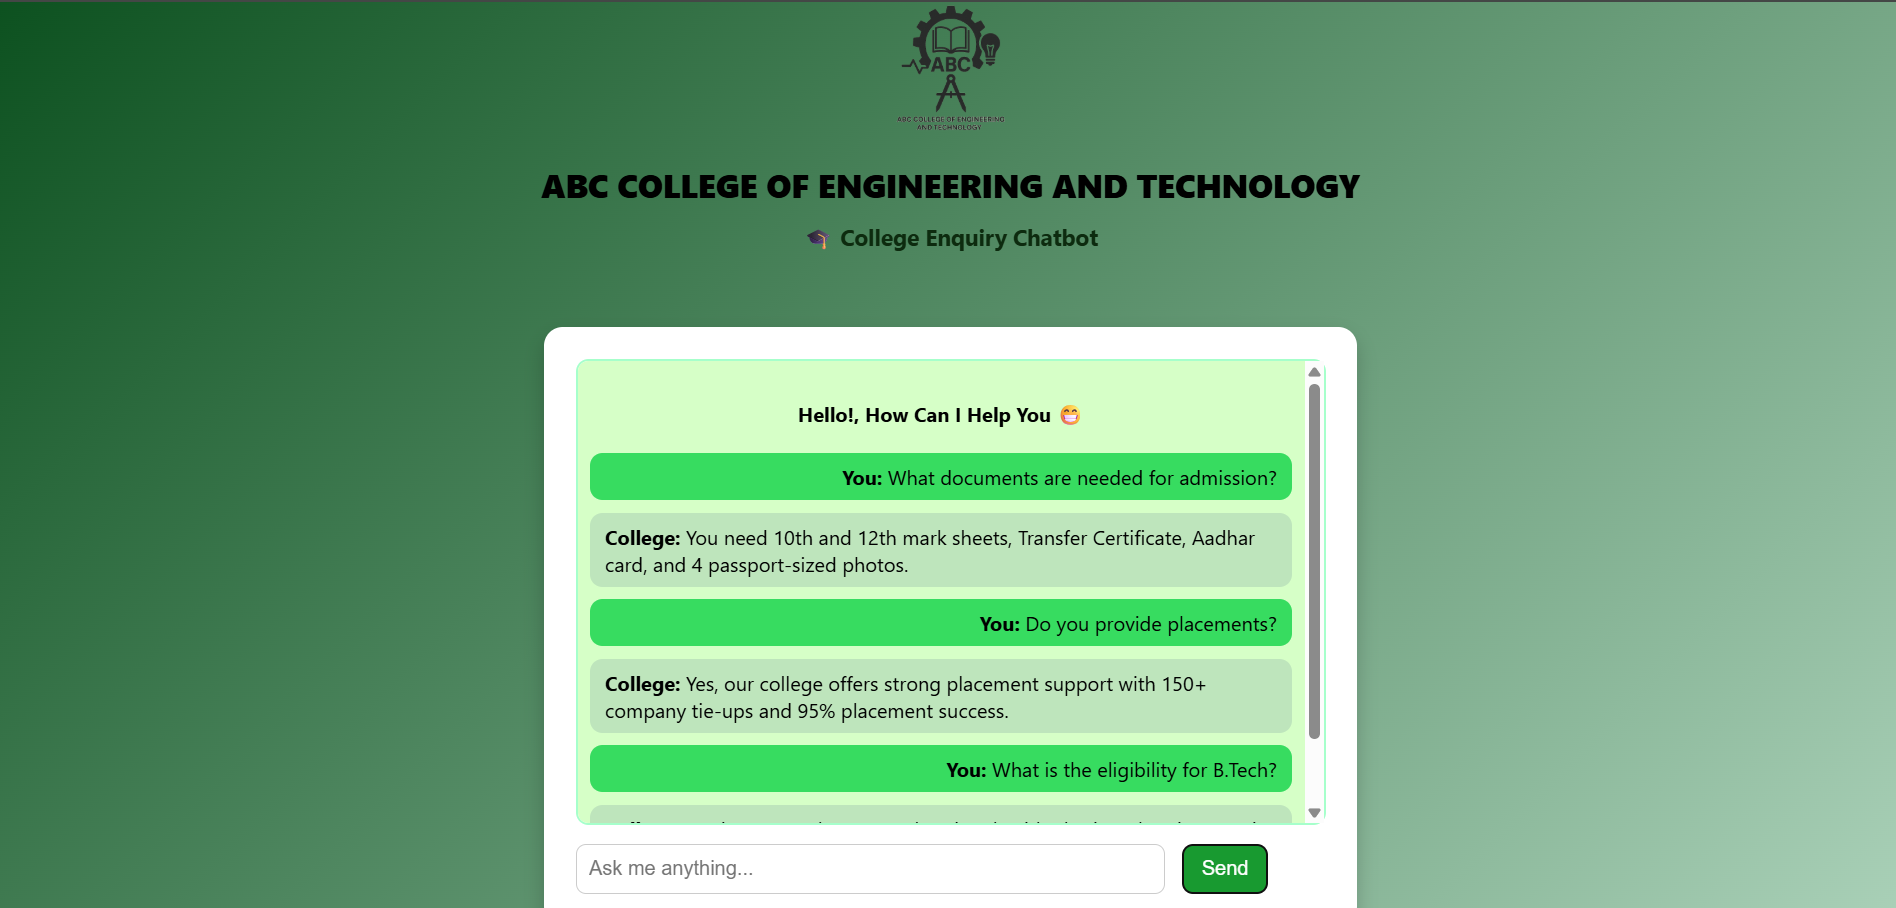 ABC
ABC COLLEGE OF ENGINEERING
AND TECHNOLOGY
ABC COLLEGE OF ENGINEERING AND TECHNOLOGY
🎓 College Enquiry Chatbot
Hello!, How Can I Help You 😁
You: What documents are needed for admission?
College: You need 10th and 12th mark sheets, Transfer Certificate, Aadhar
card, and 4 passport-sized photos.
You: Do you provide placements?
College: Yes, our college offers strong placement support with 150+
company tie-ups and 95% placement success.
You: What is the eligibility for B.Tech?
Ask me anything...
Send